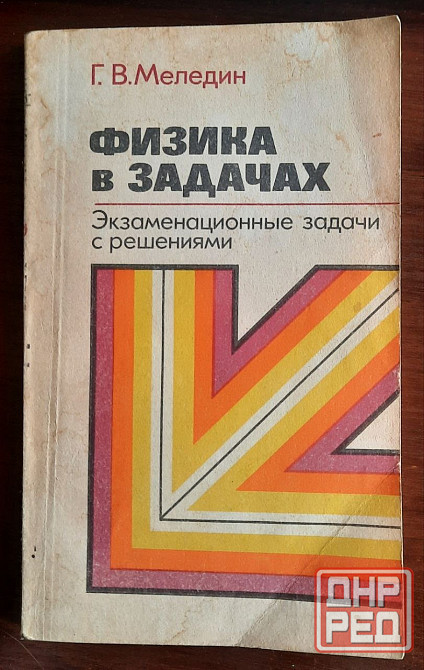 Г. В. Меледин
ФИЗИКА
В ЗАДАЧАХ
Экзаменационные задачи
с решениями
ДНР
РЕД